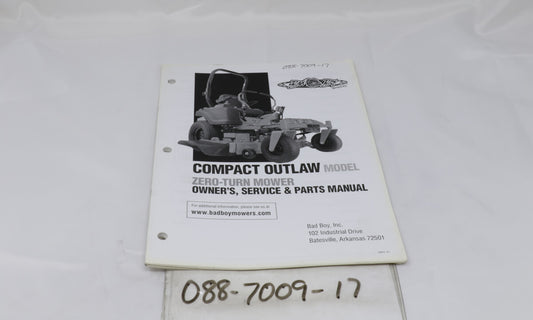 088-7009-17
COMPACT OUTLAW MODEL
ZERO-TURN MOWER
OWNER'S, SERVICE & PARTS MANUAL
For additional information, please see us at
www.badboymowers.com
Bad Boy, Inc.
102 Industrial Drive
Batesville, Arkansas 72501
088-7009-17